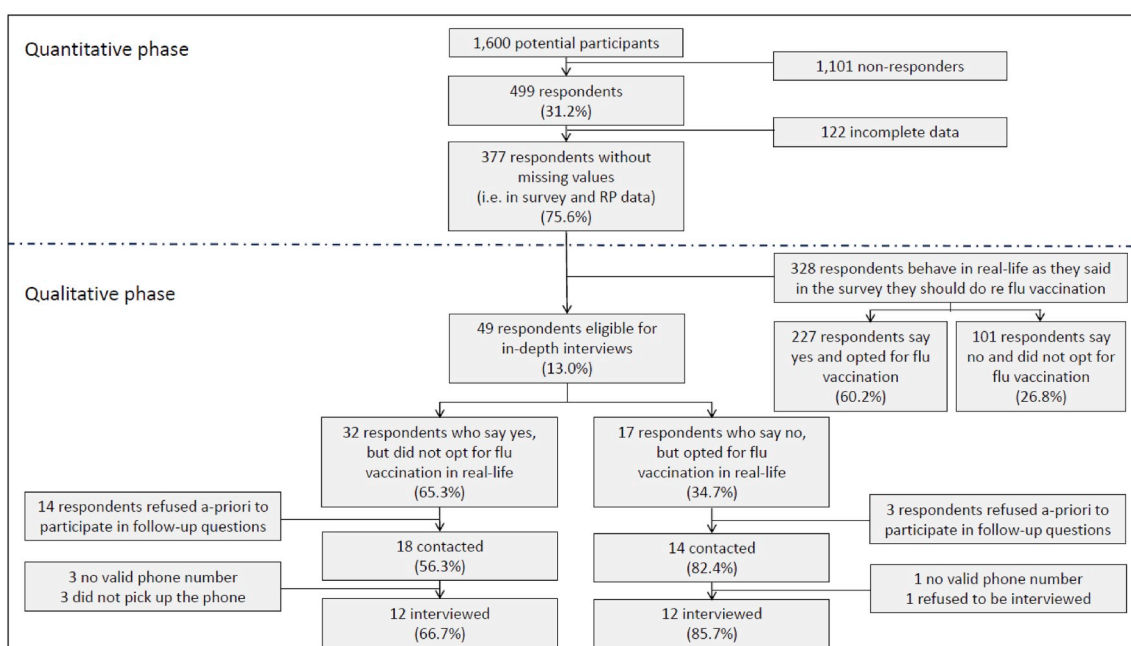 Quantitative phase
1,600 potential participants
1,101 non-responders
499 respondents
(31.2%)
122 incomplete data
377 respondents without
missing values
(i.e. in survey and RP data)
(75.6%)
Qualitative phase
328 respondents behave in real-life as they said
in the survey they should do re flu vaccination
49 respondents eligible for
in-depth interviews
(13.0%)
227 respondents say
yes and opted for flu
vaccination
(60.2%)
101 respondents say
no and did not opt for
flu vaccination
(26.8%)
32 respondents who say yes,
but did not opt for flu
vaccination in real-life
(65.3%)
17 respondents who say no,
but opted for flu
vaccination in real-life
(34.7%)
14 respondents refused a-priori to
participate in follow-up questions
3 respondents refused a-priori to
participate in follow-up questions
18 contacted
(56.3%)
14 contacted
(82.4%)
3 no valid phone number
3 did not pick up the phone
1 no valid phone number
1 refused to be interviewed
12 interviewed
(66.7%)
12 interviewed
(85.7%)